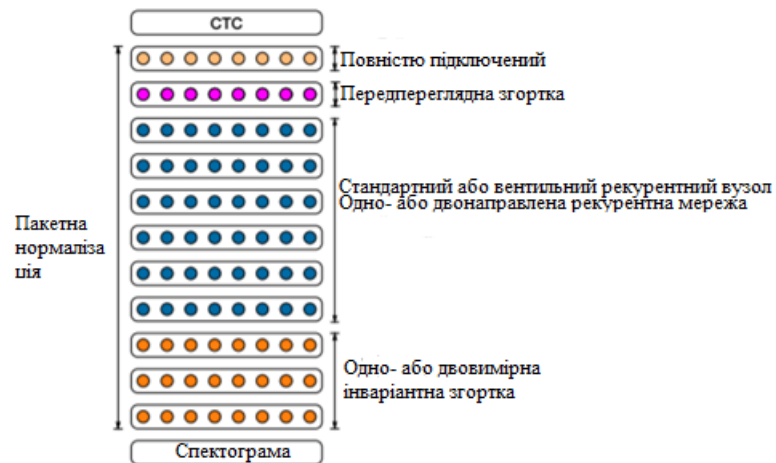 CTC
Повністю підключений
Передпереглядна згортка
Стандартний або вентильний рекурентний вузол
Одно- або двонаправлена рекурентна мережа
Пакетна
нормаліза
ція
Одно- або двовимірна
інваріантна згортка
Спектограма